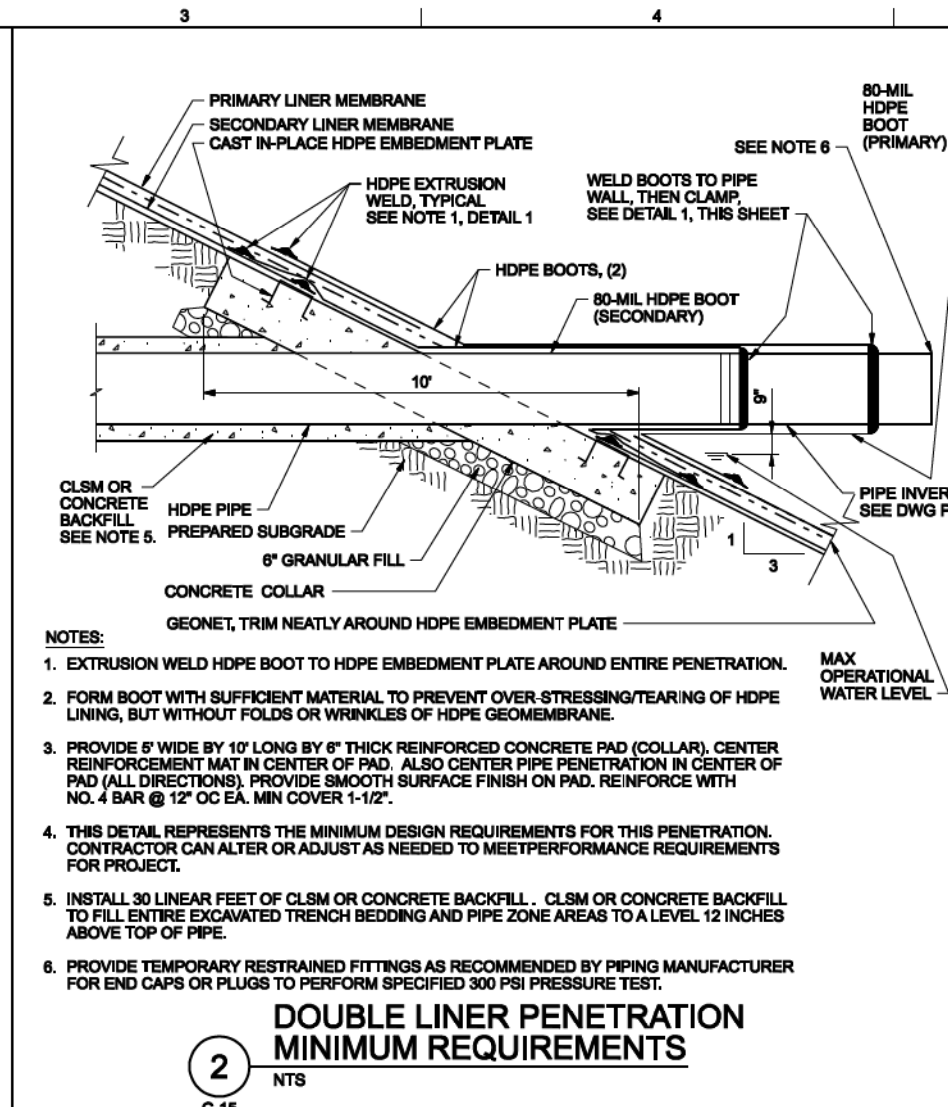 3
4
PRIMARY LINER MEMBRANE
SECONDARY LINER MEMBRANE
CAST IN-PLACE HDPE EMBEDMENT PLATE
HDPE EXTRUSION
WELD, TYPICAL
SEE NOTE 1, DETAIL 1
SEE NOTE 6
80-MIL
HDPE
BOOT
(PRIMARY)
WELD BOOTS TO PIPE
WALL, THEN CLAMP,
SEE DETAIL 1, THIS SHEET
HDPE BOOTS, (2)
80-MIL HDPE BOOT
(SECONDARY)
10'
9"
CLSM OR
CONCRETE
BACKFILL
SEE NOTE 5.
HDPE PIPE
PREPARED SUBGRADE
6" GRANULAR FILL
CONCRETE COLLAR
GEONET, TRIM NEATLY AROUND HDPE EMBEDMENT PLATE
1
3
PIPE INVER
SEE DWG P
MAX
OPERATIONAL
WATER LEVEL
NOTES:
1. EXTRUSION WELD HDPE BOOT TO HDPE EMBEDMENT PLATE AROUND ENTIRE PENETRATION.
2. FORM BOOT WITH SUFFICIENT MATERIAL TO PREVENT OVER-STRESSING/TEARING OF HDPE
LINING, BUT WITHOUT FOLDS OR WRINKLES OF HDPE GEOMEMBRANE.
3. PROVIDE 5' WIDE BY 10' LONG BY 6" THICK REINFORCED CONCRETE PAD (COLLAR). CENTER
REINFORCEMENT MAT IN CENTER OF PAD. ALSO CENTER PIPE PENETRATION IN CENTER OF
PAD (ALL DIRECTIONS). PROVIDE SMOOTH SURFACE FINISH ON PAD. REINFORCE WITH
NO. 4 BAR @ 12" OC EA. MIN COVER 1-1/2".
4. THIS DETAIL REPRESENTS THE MINIMUM DESIGN REQUIREMENTS FOR THIS PENETRATION.
CONTRACTOR CAN ALTER OR ADJUST AS NEEDED TO MEETPERFORMANCE REQUIREMENTS
FOR PROJECT.
5. INSTALL 30 LINEAR FEET OF CLSM OR CONCRETE BACKFILL. CLSM OR CONCRETE BACKFILL
TO FILL ENTIRE EXCAVATED TRENCH BEDDING AND PIPE ZONE AREAS TO A LEVEL 12 INCHES
ABOVE TOP OF PIPE.
6. PROVIDE TEMPORARY RESTRAINED FITTINGS AS RECOMMENDED BY PIPING MANUFACTURER
FOR END CAPS OR PLUGS TO PERFORM SPECIFIED 300 PSI PRESSURE TEST.
2
DOUBLE LINER PENETRATION
MINIMUM REQUIREMENTS
NTS